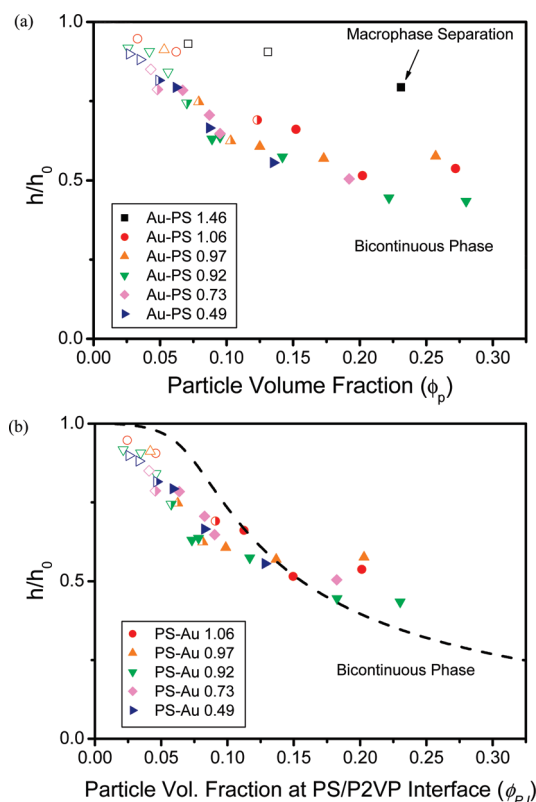 (a)
Macrophase Separation
h/h0
1.0
0.5
0.0
Au-PS 1.46
Au-PS 1.06
Au-PS 0.97
Au-PS 0.92
Au-PS 0.73
Au-PS 0.49
Bicontinuous Phase
0.00 0.05 0.10 0.15 0.20 0.25 0.30
Particle Volume Fraction (ϕp)
(b)
h/h0
1.0
0.5
0.0
PS-Au 1.06
PS-Au 0.97
PS-Au 0.92
PS-Au 0.73
PS-Au 0.49
Bicontinuous Phase
0.00 0.05 0.10 0.15 0.20 0.25 0.30
Particle Vol. Fraction at PS/P2VP Interface (ϕ